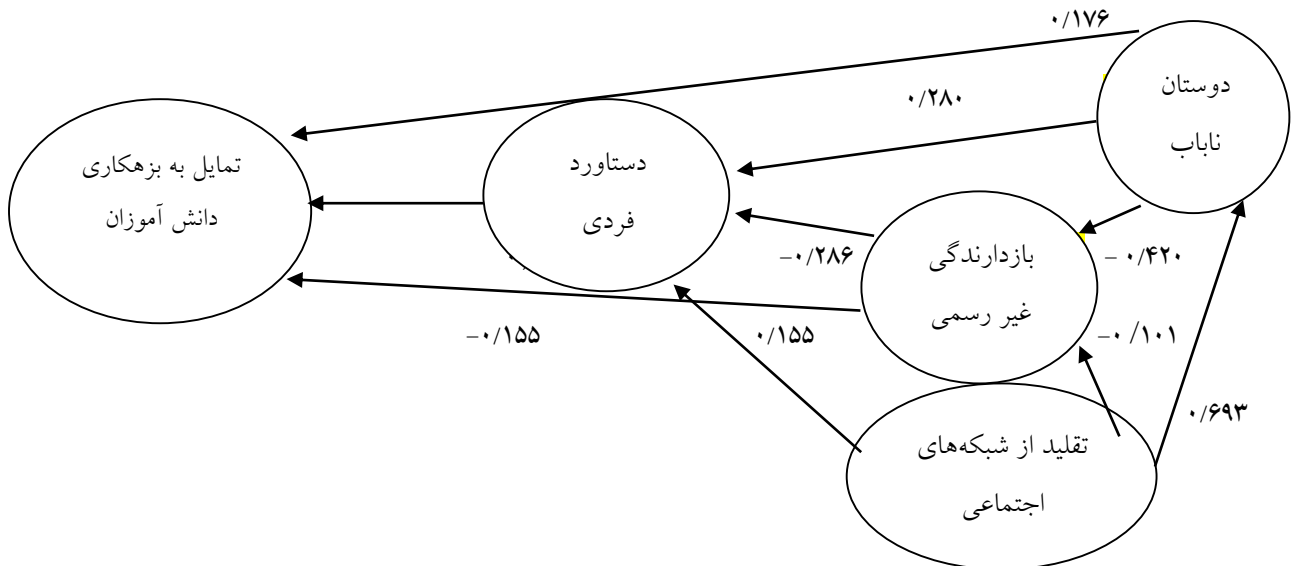 ۰/۱۷۶
دوستان
ناباب
۰/۲۸۰
دستاورد
فردی
تمایل به بزهکاری
دانش آموزان
بازدارندگی
غیر رسمی
-۰/۲۸۶
- ۰/۴۲۰
-۰/۱۵۵
۰/۱۵۵
-۰ /۱۰۱
۰/۶۹۳
تقلید از شبکه‌های
اجتماعی